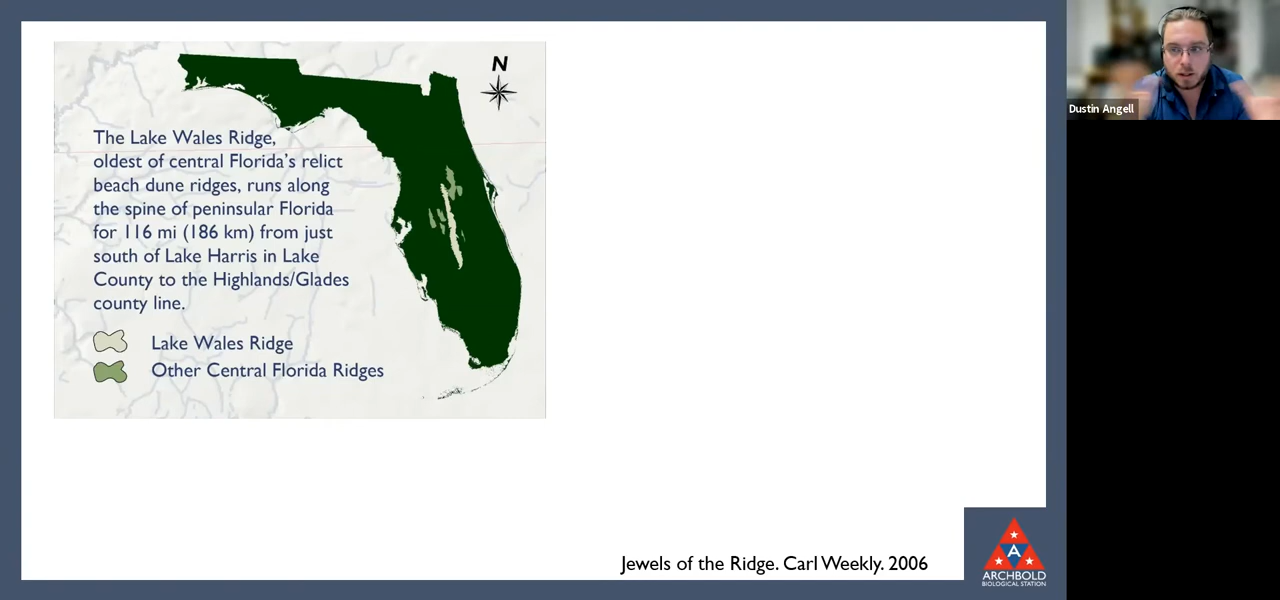 N
The Lake Wales Ridge,
oldest of central Florida's relict
beach dune ridges, runs along
the spine of peninsular Florida
for 116 mi (186 km) from just
south of Lake Harris in Lake
County to the Highlands/Glades
county line.
Lake Wales Ridge
Other Central Florida Ridges
Jewels of the Ridge. Carl Weekly. 2006
A
ARCHBOLD
BIOLOGICAL STATION
Dustin Angell